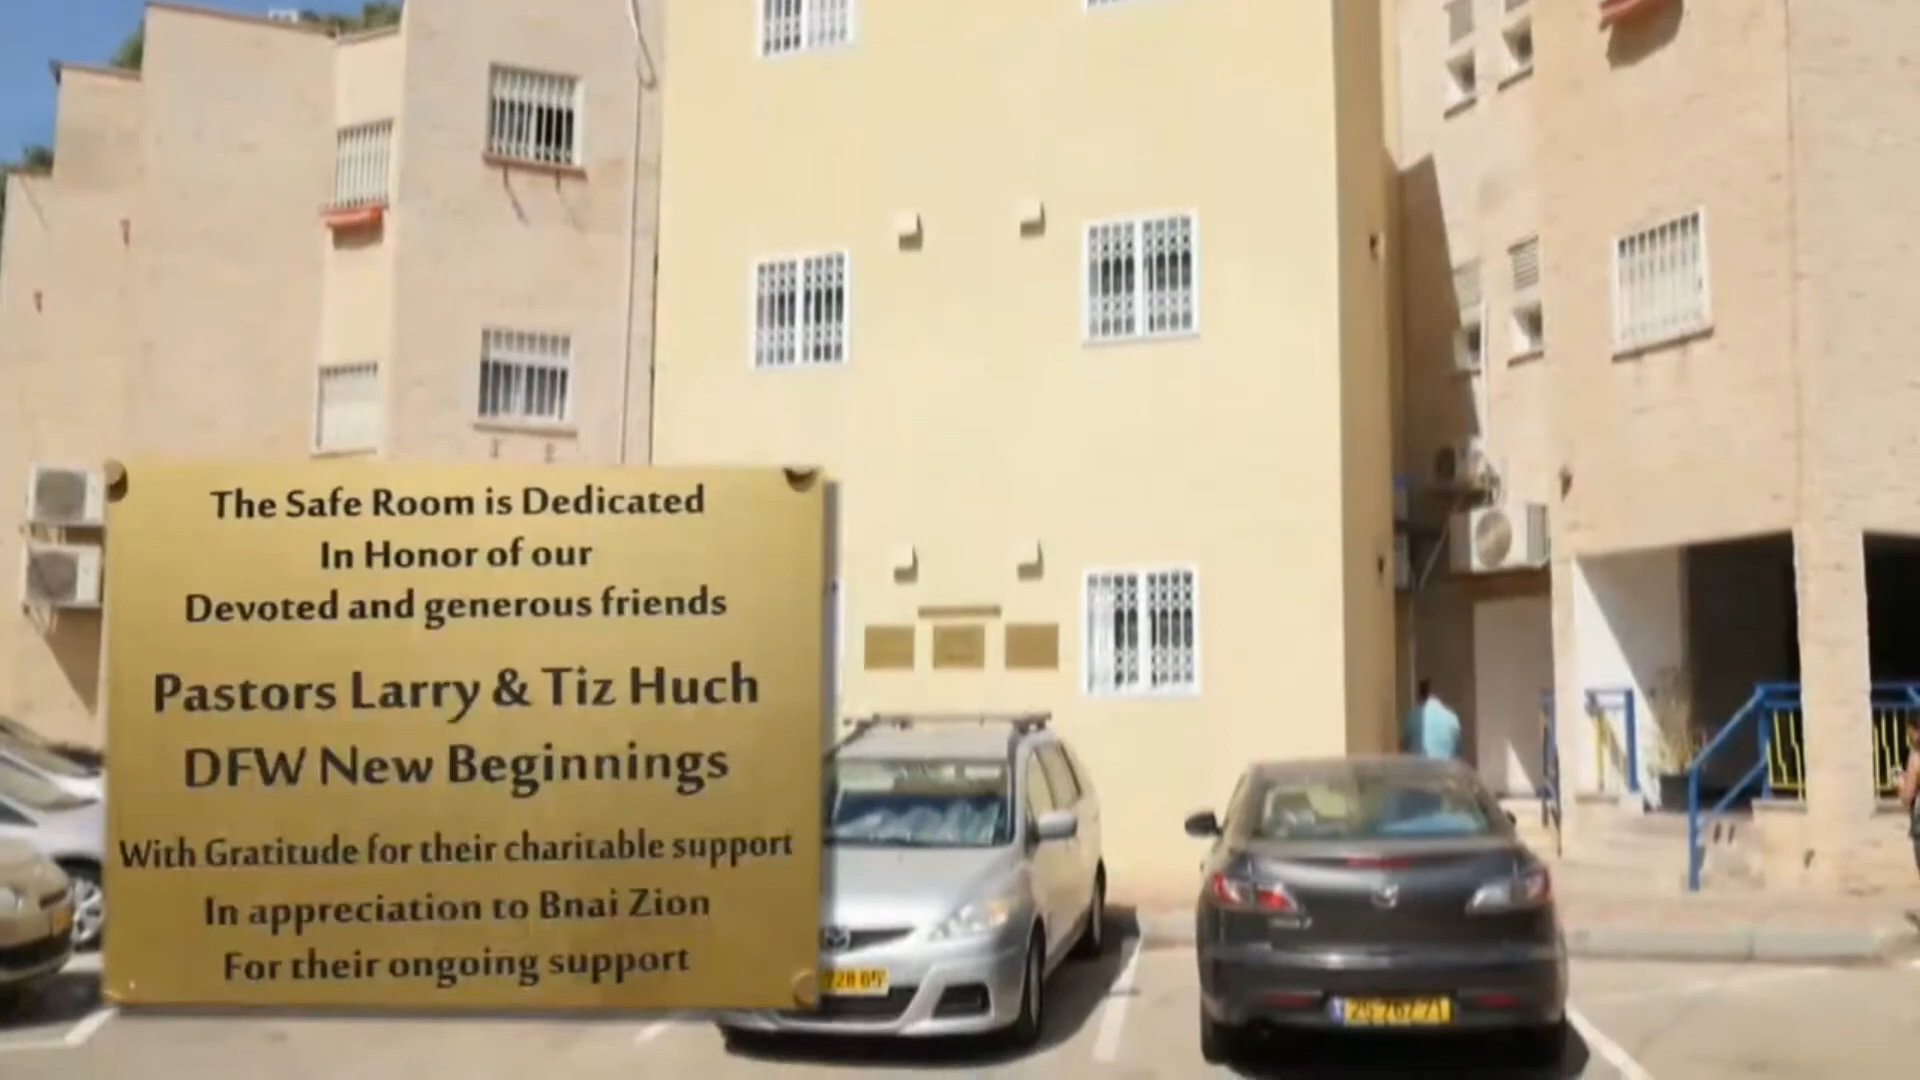 The Safe Room is Dedicated
In Honor of our
Devoted and generous friends
Pastors Larry & Tiz Huch
DFW New Beginnings
With Gratitude for their charitable support
In appreciation to Bnai Zion
For their ongoing support